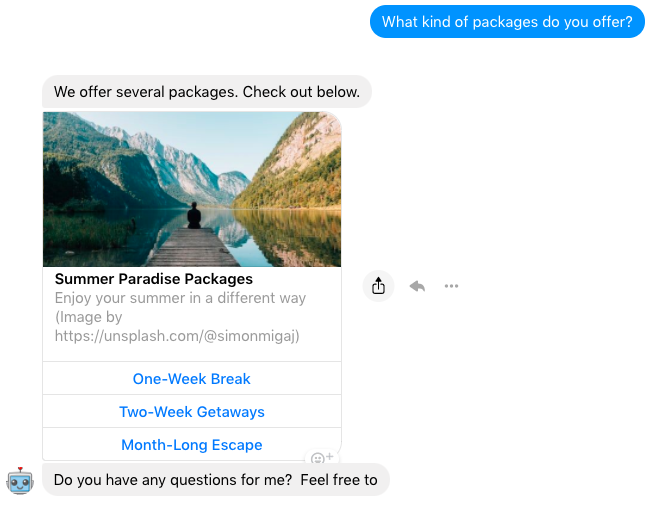 What kind of packages do you offer?
We offer several packages. Check out below.
Summer Paradise Packages
Enjoy your summer in a different way
(Image by
https://unsplash.com/@simonmigaj)
One-Week Break
Two-Week Getaways
Month-Long Escape
Do you have any questions for me?  Feel free to